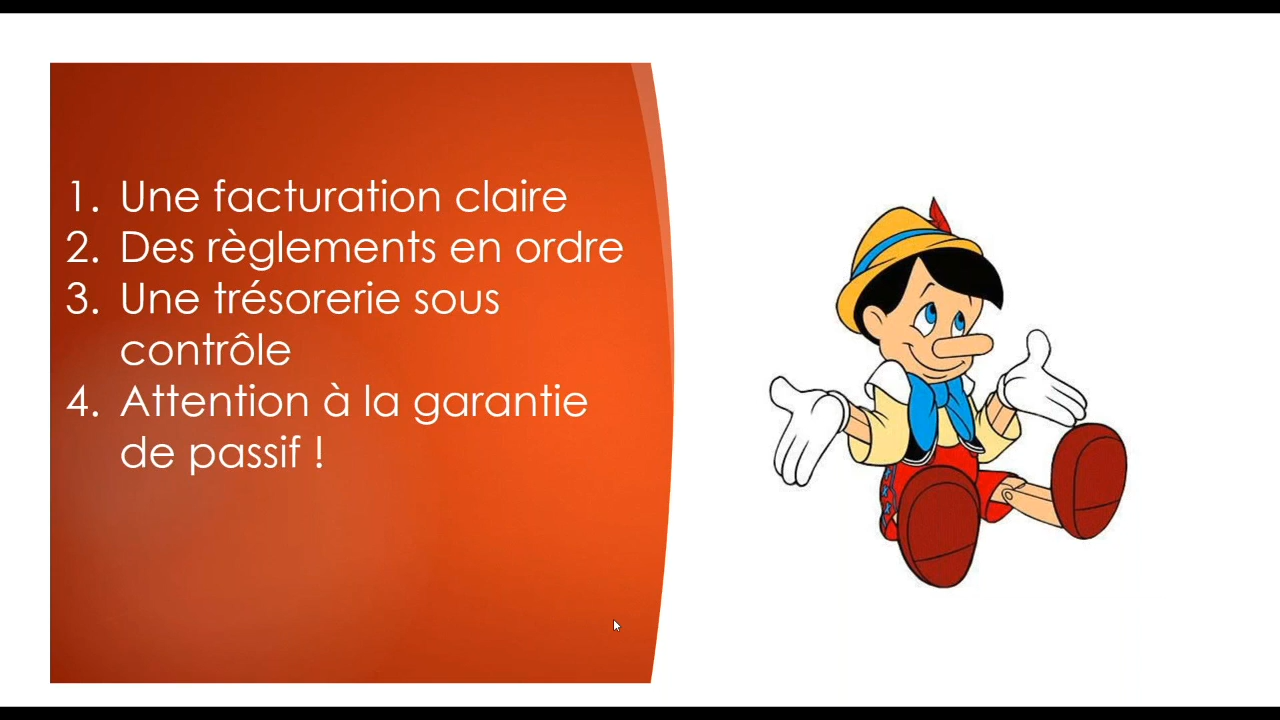 1. Une facturation claire
2. Des règlements en ordre
3. Une trésorerie sous
contrôle
4. Attention à la garantie
de passif !